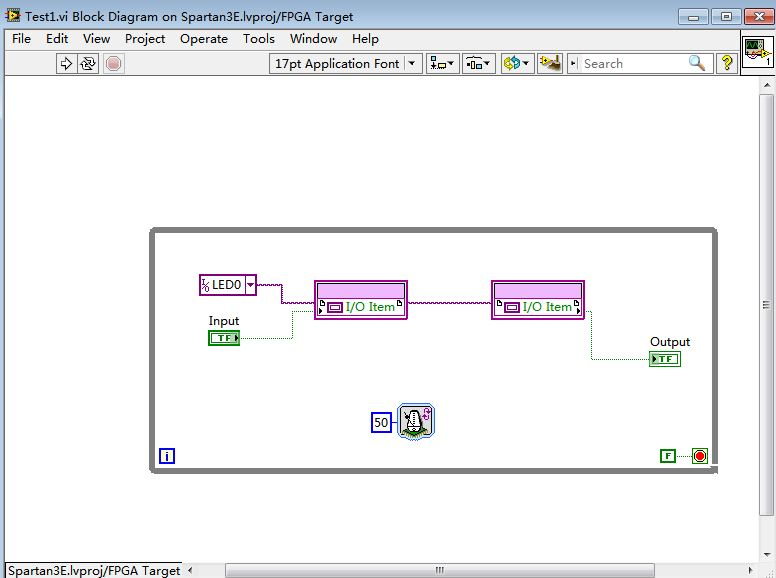 Test1.vi Block Diagram on Spartan3E.lvproj/FPGA Target
File Edit View Project Operate Tools Window Help
17pt Application Font Search ? 1
I/O LED0
I/O Item I/O Item
Input
TF
Output
TF
50
i F
Spartan3E.lvproj/FPGA Target